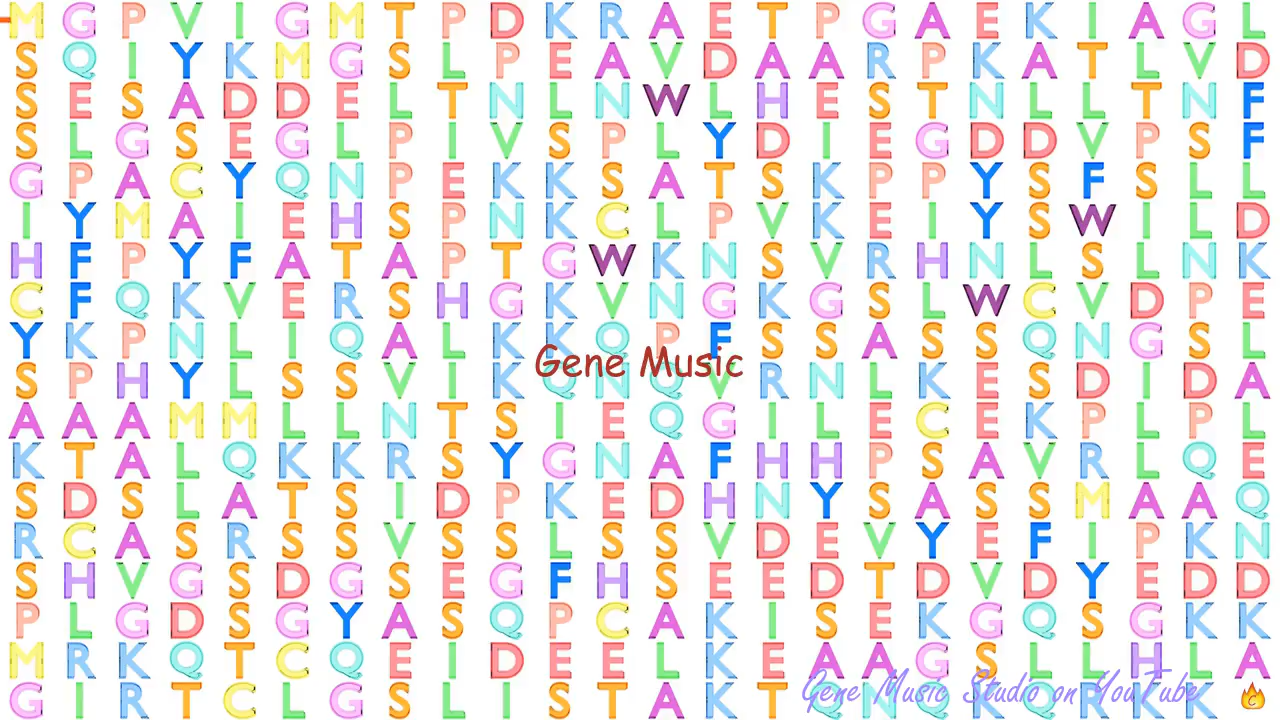 M G P V I G M T P D K R A E T P G A E K I A G L
S Q I Y K M G S L P E A V D A A R P K A T L V D
S E S A D D E L T N L N W L H E S T N L L T N F
S L G S E G L P I V S P L Y D I E G D D V P S F
G P A C Y Q N P E K K S A T S K P P Y S F S L L
I Y M A I E H S P N K C L P V K E I Y S W I L D
H F P Y F A T A P T G W K N S V R H N L S L N K
C F Q K V E R S H G K V N G K G S L W C V D P E
Y K P N L I Q A L K K Q P F S S A S S Q N G S L
Gene Music
S P H Y L S S V I K Q N Q V R N L K E S D I D A
A A A M M L L N T S I E Q G I L E C E K P L P L
K T A L Q K K R S Y G N A F H H P S A V R L Q E
S D S L A T S I D P K E D H N Y S A S S M A A Q
R C A S R S S V S S L S S V D E V Y E F I P K N
S H V G S D G S E G F H S E E D T D V D Y E D D
P L G D S G Y A S Q P C A K I S E K G Q S G K K
M R K Q T C Q E I D E E L K E A A G S L L H L A
Gene Music Studio on YouTube
G I R T C L G S L I S T A K T Q N Q K Q R K K